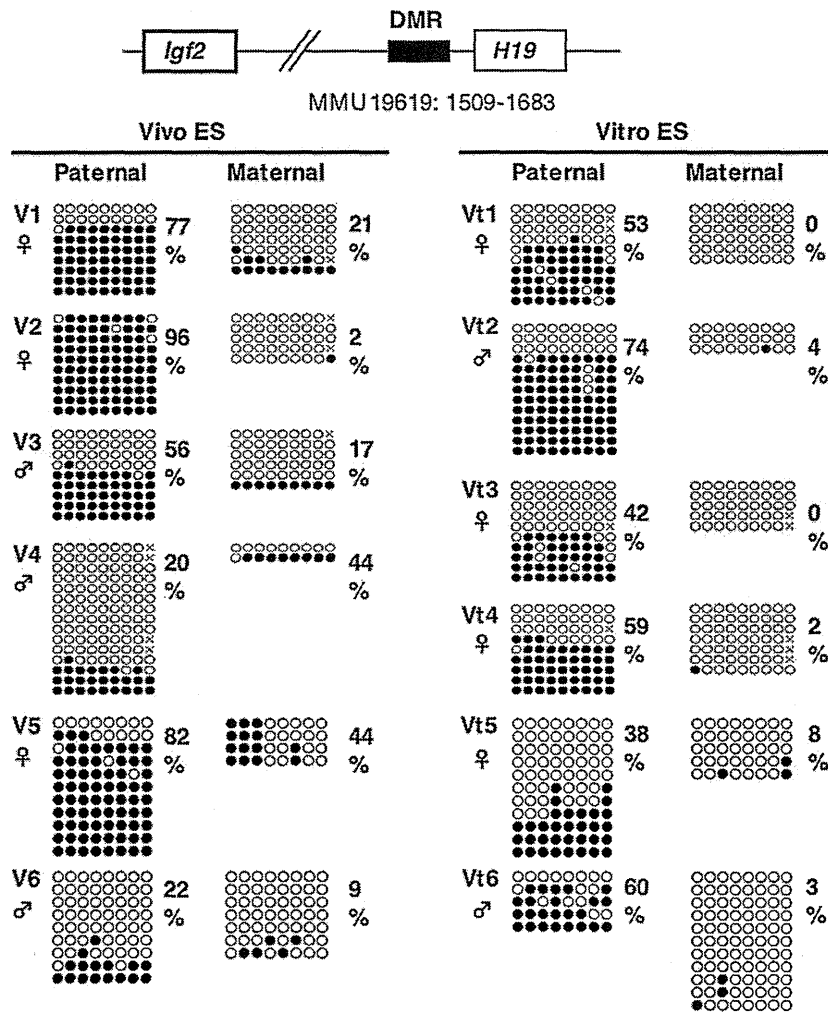 DMR
Igf2 H19
MMU19619: 1509-1683
Vivo ES Vitro ES
Paternal Maternal Paternal Maternal
V1 ♀ 77 % 21 % Vt1 ♀ 53 % 0 %
V2 ♀ 96 % 2 % Vt2 ♂ 74 % 4 %
V3 ♂ 56 % 17 % Vt3 ♀ 42 % 0 %
V4 ♂ 20 % 44 % Vt4 ♀ 59 % 2 %
V5 ♀ 82 % 44 % Vt5 ♀ 38 % 8 %
V6 ♂ 22 % 9 % Vt6 ♂ 60 % 3 %